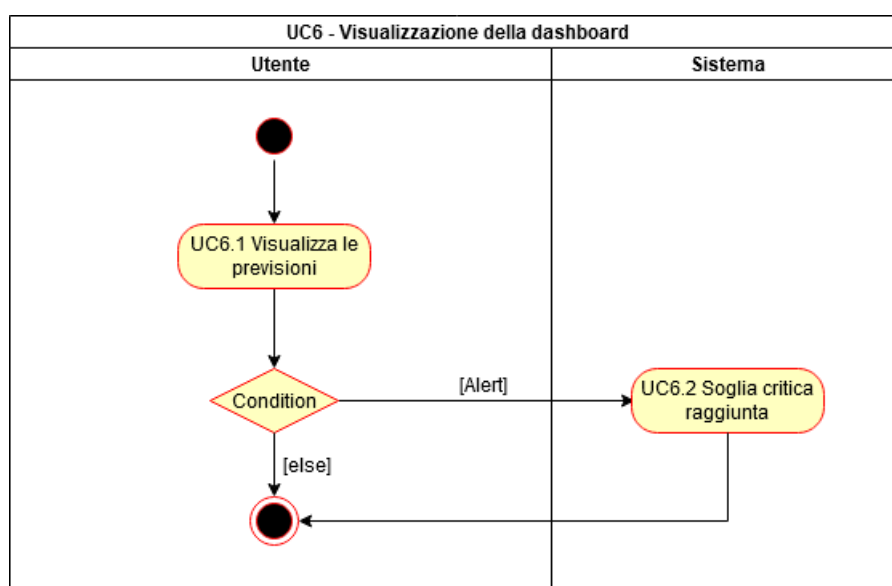 UC6 - Visualizzazione della dashboard
Utente
Sistema
UC6.1 Visualizza le
previsioni
Condition
[Alert]
UC6.2 Soglia critica
raggiunta
[else]